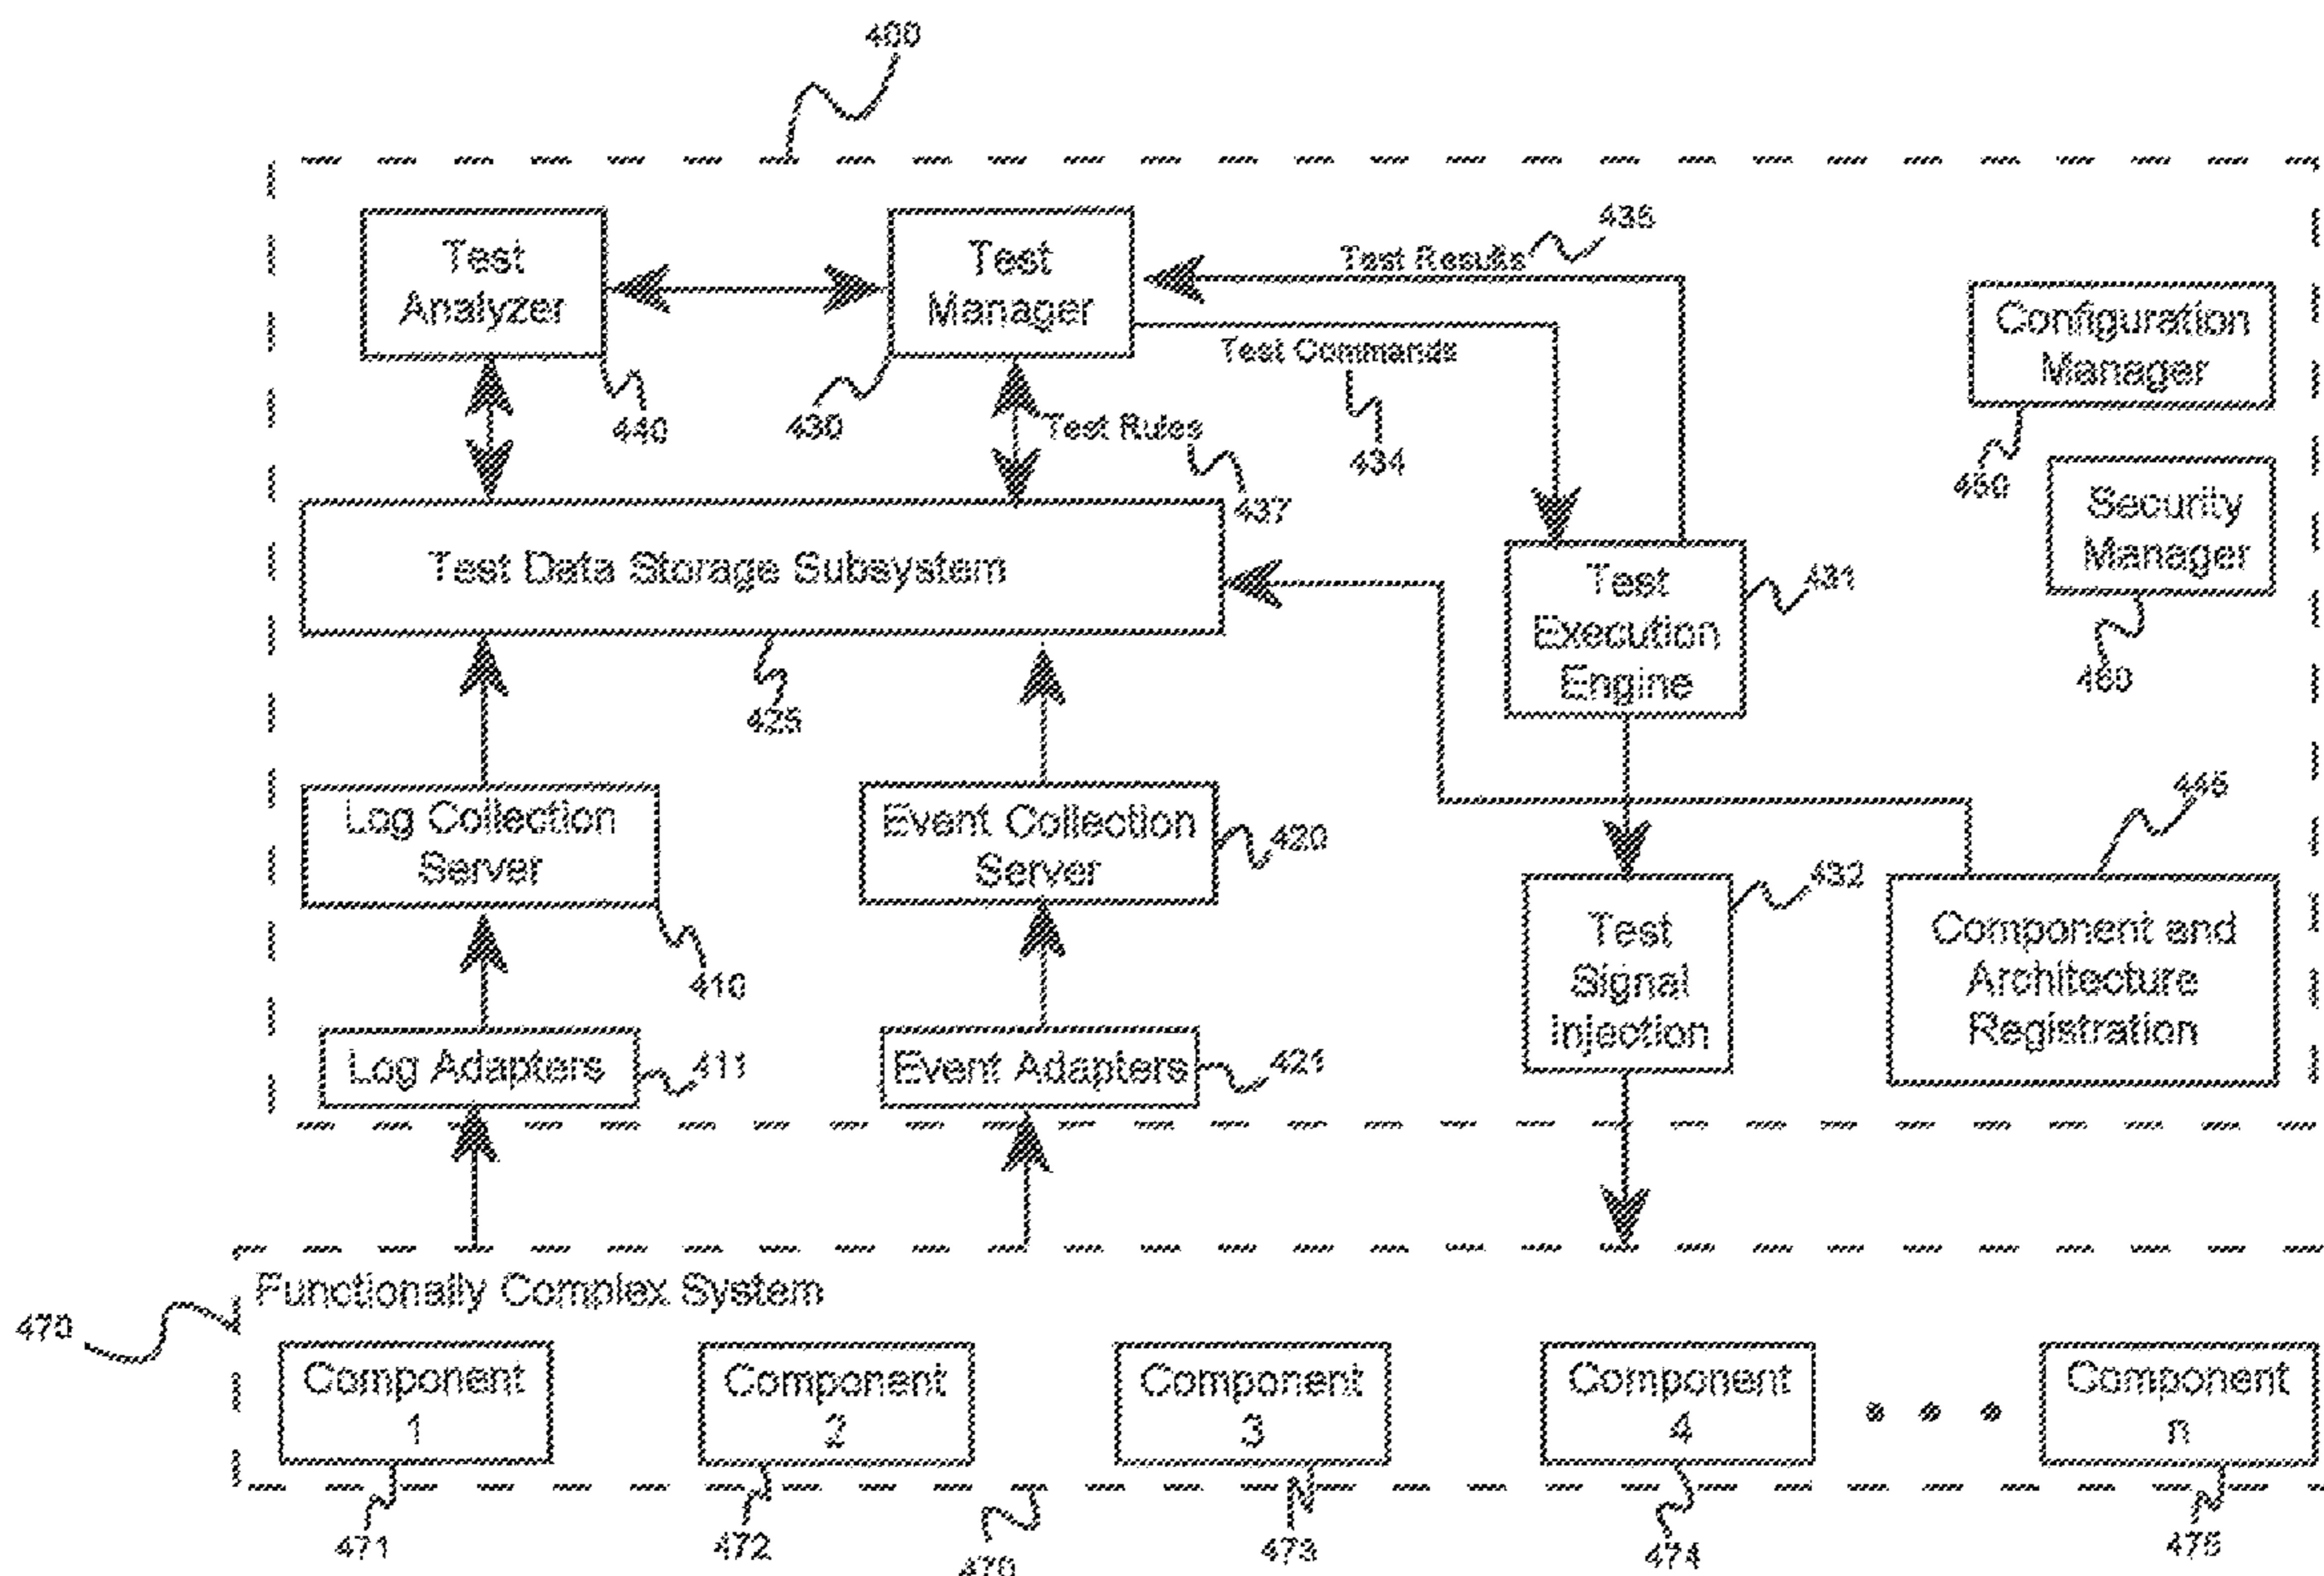 400
Test
Analyzer
Test
Manager
Test Results
435
Test Commands
Configuration
Manager
440
430
Test Rules
437
434
450
Security
Manager
460
Test Data Storage Subsystem
425
Test
Execution
Engine
431
Log Collection
Server
410
Event Collection
Server
420
445
Test
Signal
Injection
432
Component and
Architecture
Registration
Log Adapters
411
Event Adapters
421
Functionally Complex System
470
Component
1
Component
2
Component
3
Component
4
Component
n
471
472
470
473
474
475